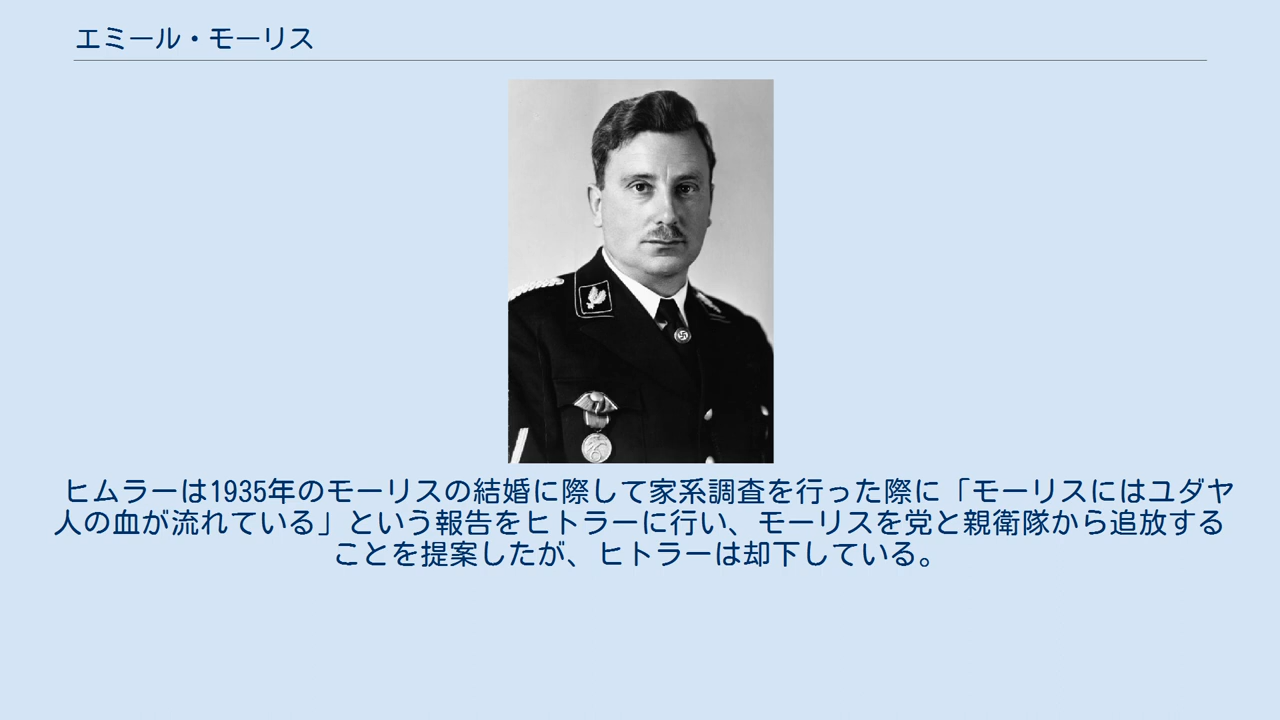 エミール・モーリス
ヒムラーは1935年のモーリスの結婚に際して家系調査を行った際に「モーリスにはユダヤ
人の血が流れている」という報告をヒトラーに行い、モーリスを党と親衛隊から追放する
ことを提案したが、ヒトラーは却下している。